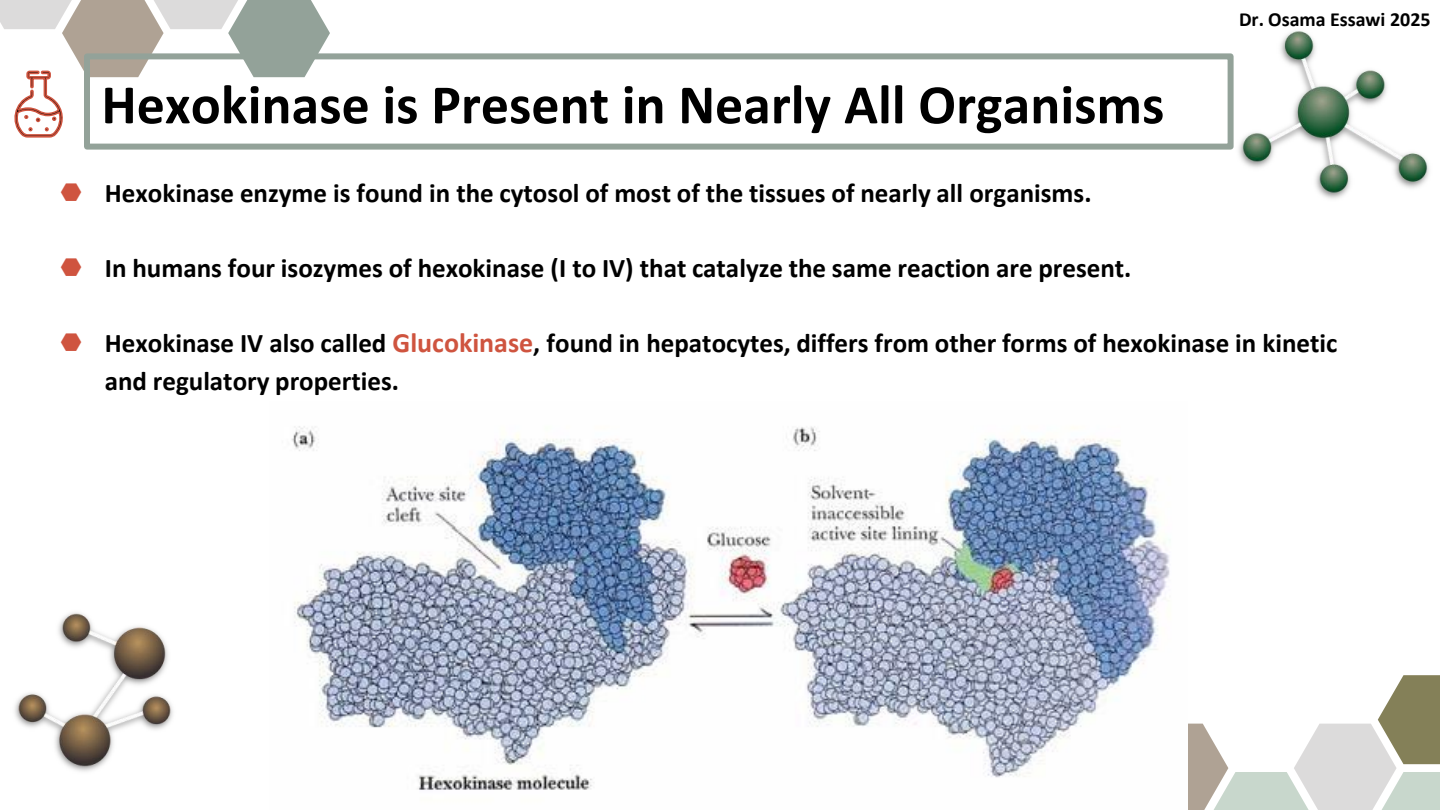 Dr. Osama Essawi 2025
Hexokinase is Present in Nearly All Organisms
Hexokinase enzyme is found in the cytosol of most of the tissues of nearly all organisms.
In humans four isozymes of hexokinase (I to IV) that catalyze the same reaction are present.
Hexokinase IV also called Glucokinase, found in hepatocytes, differs from other forms of hexokinase in kinetic
and regulatory properties.
(a)
Active site
cleft
Glucose
(b)
Solvent-
inaccessible
active site lining
Hexokinase molecule